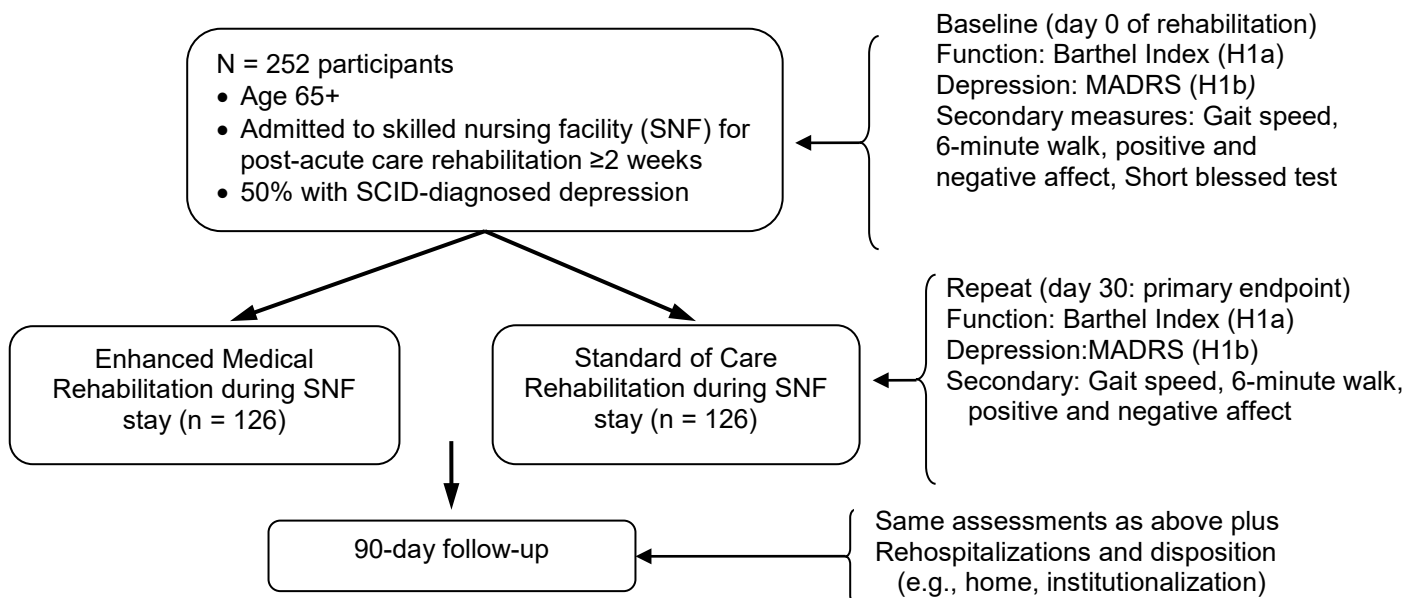 N = 252 participants
• Age 65+
• Admitted to skilled nursing facility (SNF) for
post-acute care rehabilitation ≥2 weeks
• 50% with SCID-diagnosed depression
Baseline (day 0 of rehabilitation)
Function: Barthel Index (H1a)
Depression: MADRS (H1b)
Secondary measures: Gait speed,
6-minute walk, positive and
negative affect, Short blessed test
Enhanced Medical
Rehabilitation during SNF
stay (n = 126)
Standard of Care
Rehabilitation during SNF
stay (n = 126)
Repeat (day 30: primary endpoint)
Function: Barthel Index (H1a)
Depression:MADRS (H1b)
Secondary: Gait speed, 6-minute walk,
positive and negative affect
90-day follow-up
Same assessments as above plus
Rehospitalizations and disposition
(e.g., home, institutionalization)